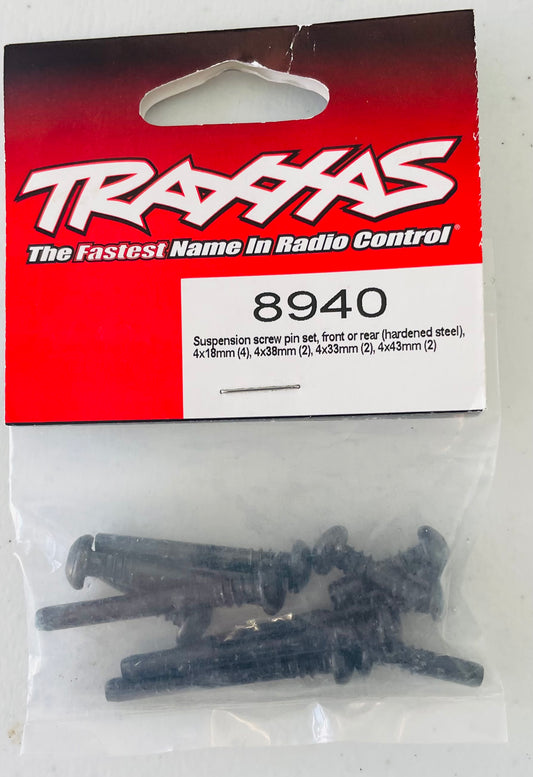 TRAXXAS
The Fastest Name In Radio Control®
8940
Suspension screw pin set, front or rear (hardened steel),
4x18mm (4), 4x38mm (2), 4x33mm (2), 4x43mm (2)